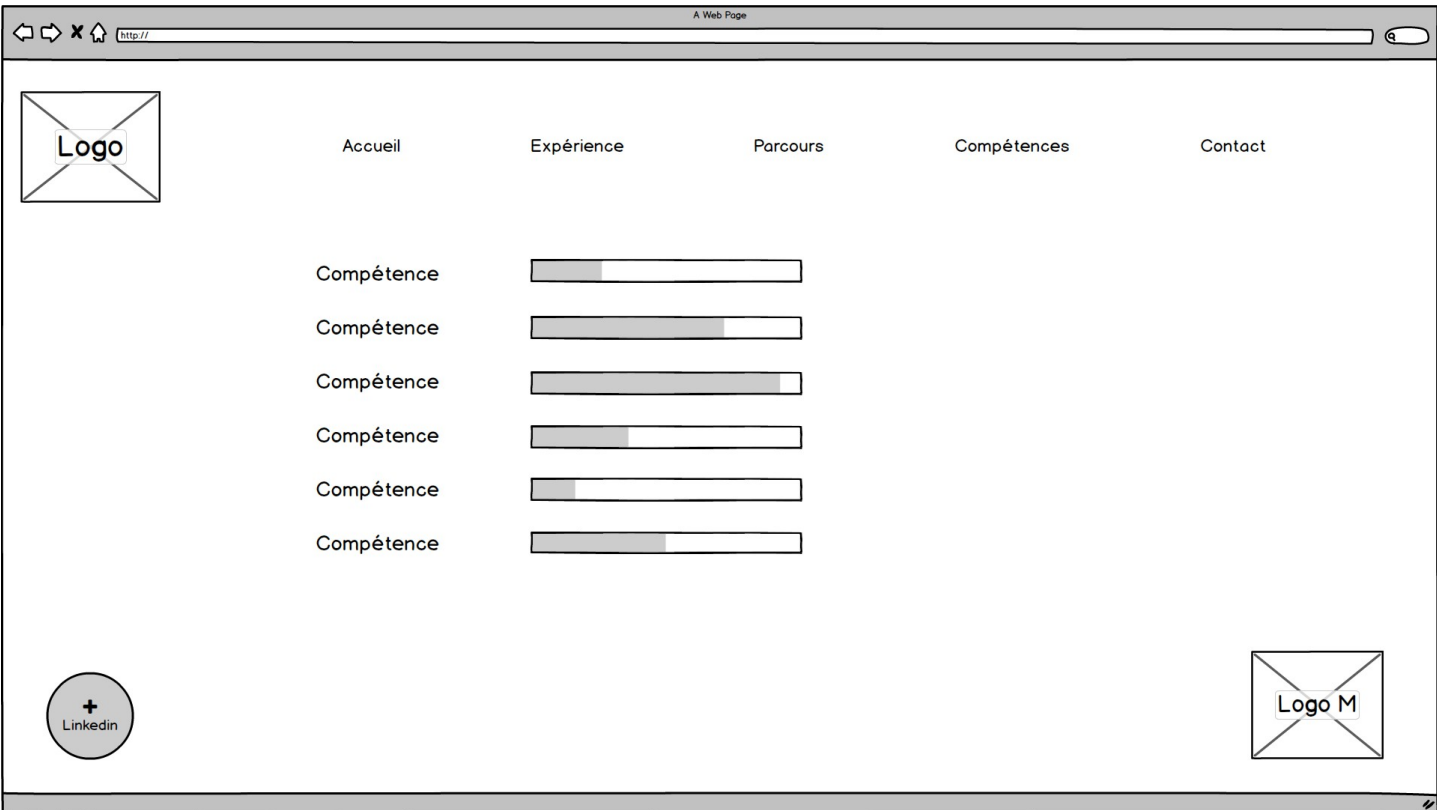 A Web Page
http://
Logo
Accueil Expérience Parcours Compétences Contact
Compétence
Compétence
Compétence
Compétence
Compétence
Compétence
Linkedin
Logo M